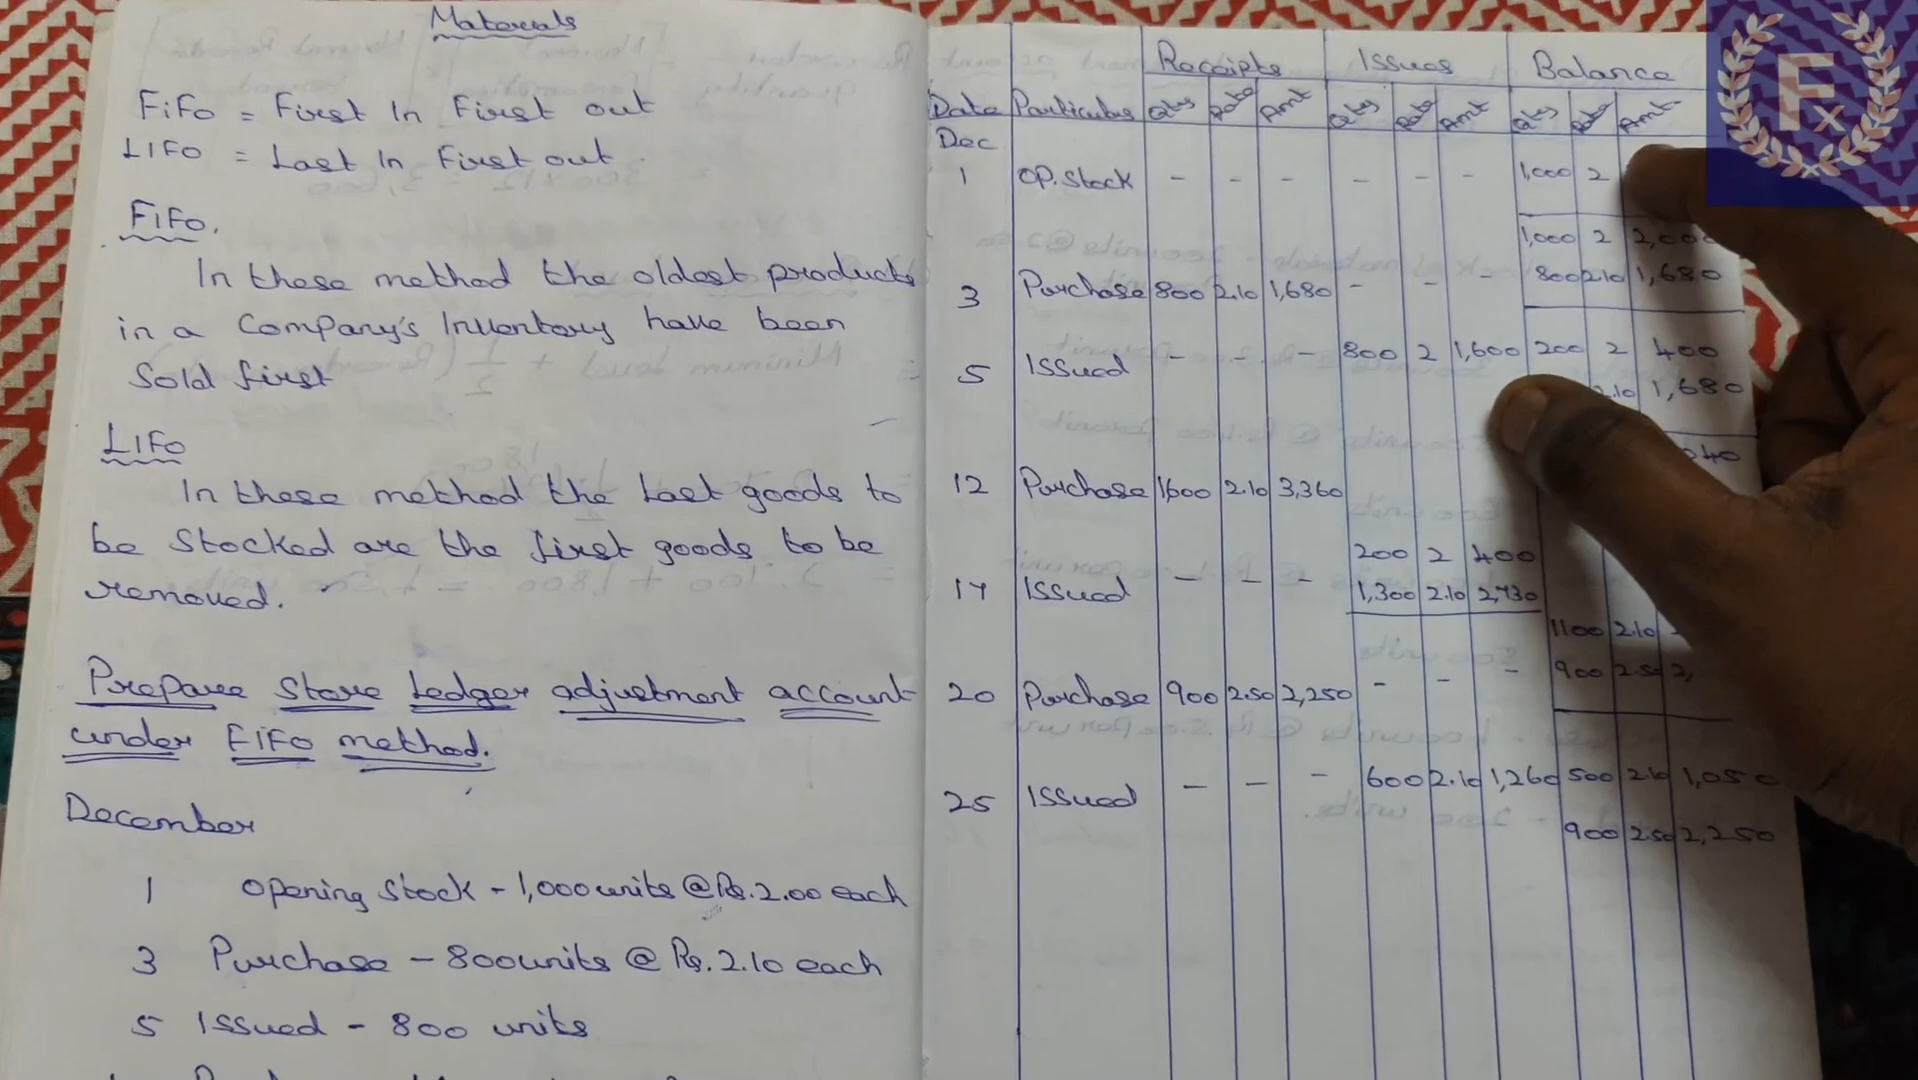 Materials
FiFo = First In First out
LIFO = Last In First out
FiFo.
In these method the oldest products
in a Company's Inventory have been
Sold first
LIFo
In these method the Last goods to
be stocked are the first goods to be
removed.
Prepare store Ledger adjustment account
under FIFO method.
December
1 opening stock - 1,000 units @ Rs. 2.00 each
3 Purchase - 800 units @ Rs. 2.10 each
5 Issued - 800 units
Receipts Issues Balance
Date Particulars Qty Rate Amt Qty Rate Amt Qty Rate Amt
Dec
1 OP. Stock - - - - - - 1,000 2
1,000 2 2,000
3 Purchase 800 2.10 1,680 - - - 800 2.10 1,680
5 Issued - - - 800 2 1,600 200 2 400
2.10 1,680
12 Purchase 1600 2.10 3,360
200 2 400
17 Issued - - - 1,300 2.10 2,730
1100 2.10
20 Purchase 900 2.50 2,250 - - - 900 2.50 2,
25 Issued - - - 600 2.10 1,260 500 2.10 1,050
900 2.50 2,250
Fx